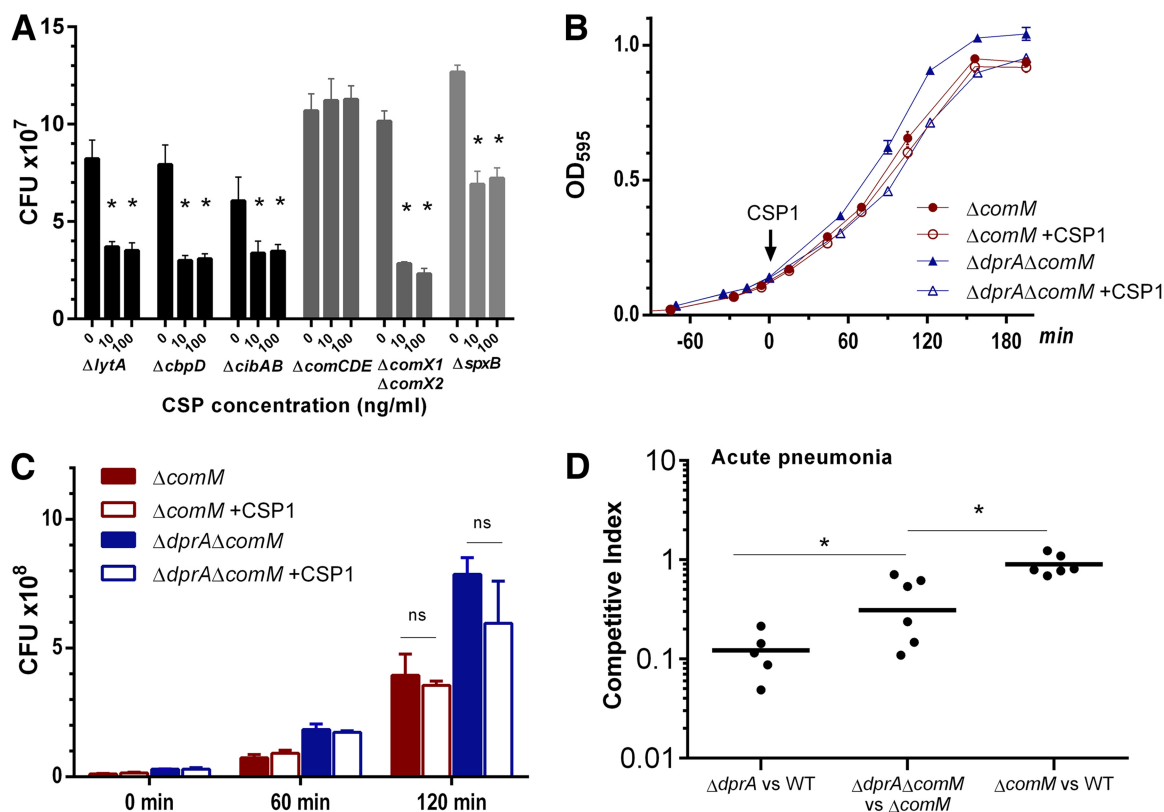 A
CFU x10⁷
15
10
5
0
0 10 100 0 10 100 0 10 100 0 10 100 0 10 100 0 10 100
* * * * * * * * * *
ΔlytA ΔcbpD ΔcibAB ΔcomCDE ΔcomX1 ΔspxB
ΔcomX2
CSP concentration (ng/ml)
B
OD₅₉₅
1.0
0.5
0.0
CSP1
ΔcomM
ΔcomM +CSP1
ΔdprAΔcomM
ΔdprAΔcomM +CSP1
-60 0 60 120 180 min
C
CFU x10⁸
10
5
0
ΔcomM
ΔcomM +CSP1
ΔdprAΔcomM
ΔdprAΔcomM +CSP1
ns
ns
0 min 60 min 120 min
D
Acute pneumonia
Competitive Index
10
1
0.1
0.01
*
*
ΔdprA vs WT ΔdprAΔcomM ΔcomM vs WT
vs ΔcomM